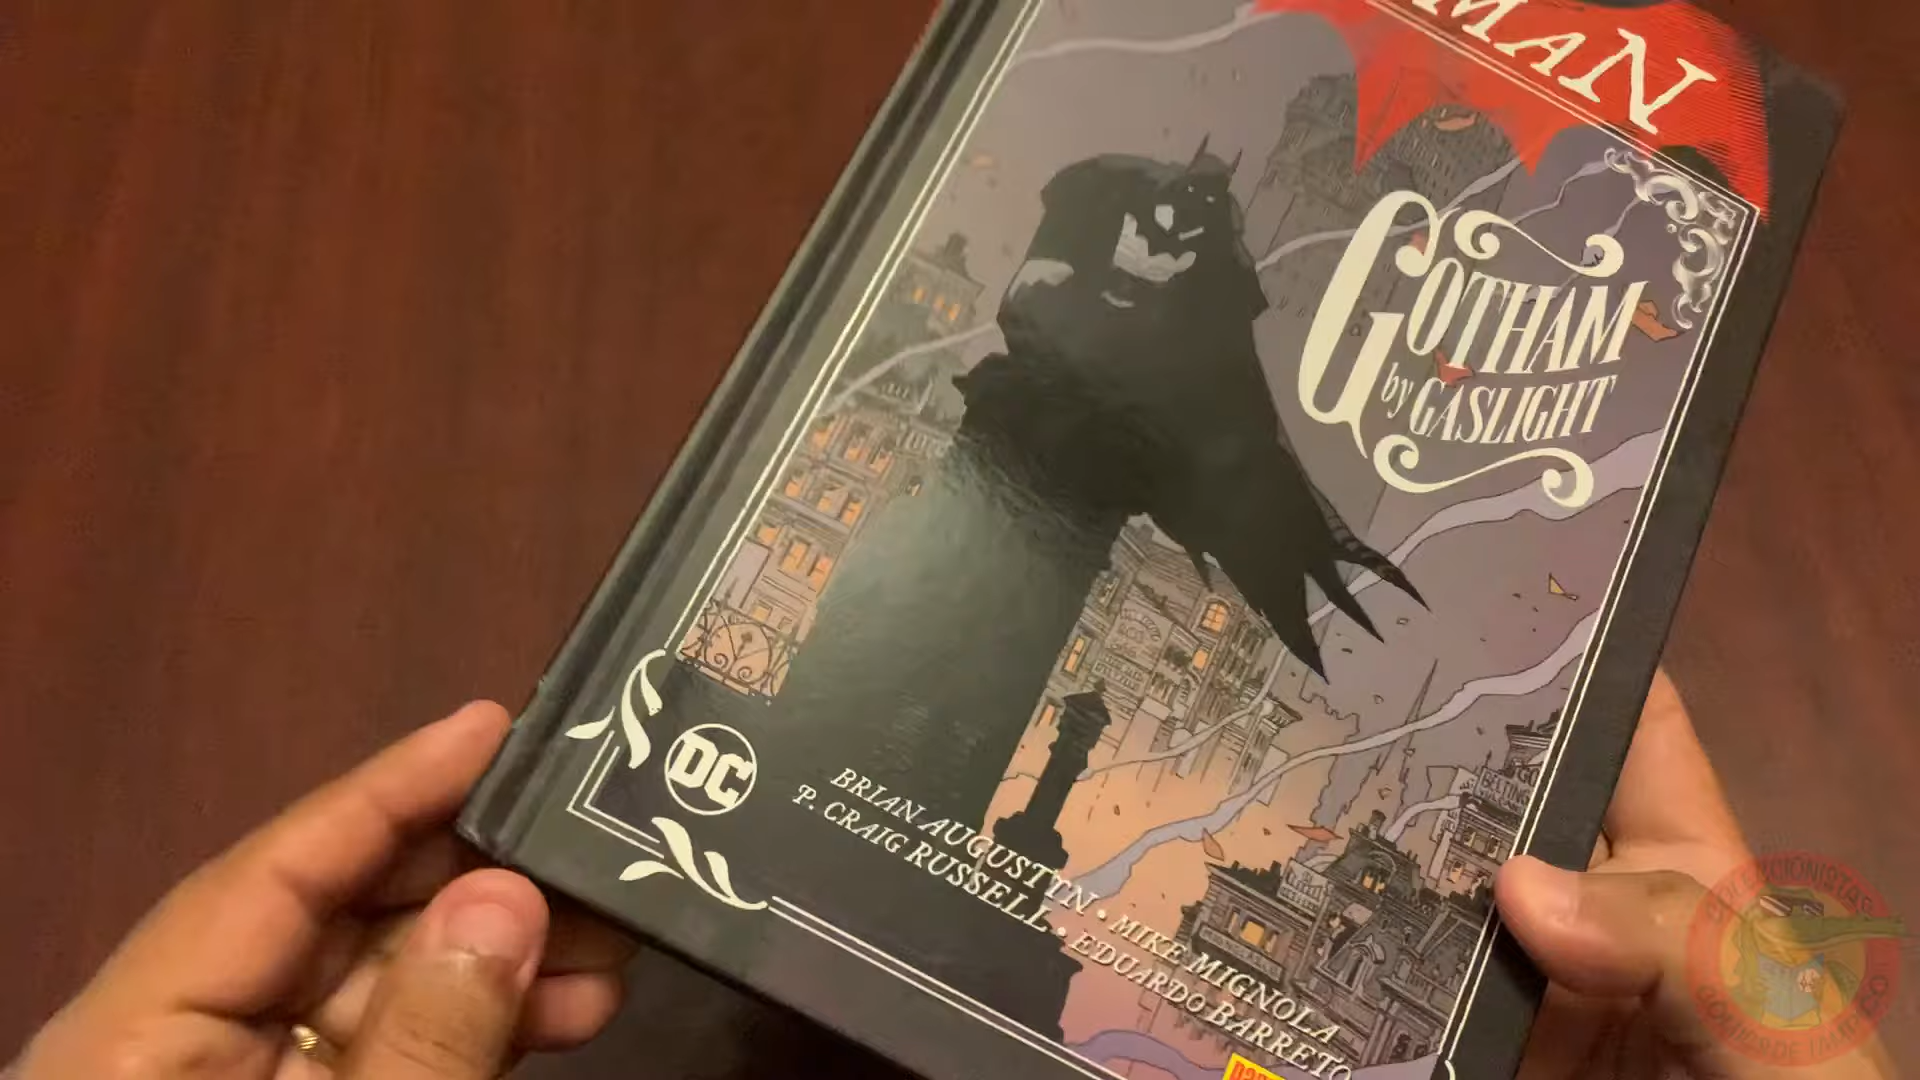 MAN
GOTHAM
by GASLIGHT
DC
BRIAN AUGUSTYN • MIKE MIGNOLA
P. CRAIG RUSSELL • EDUARDO BARRETO